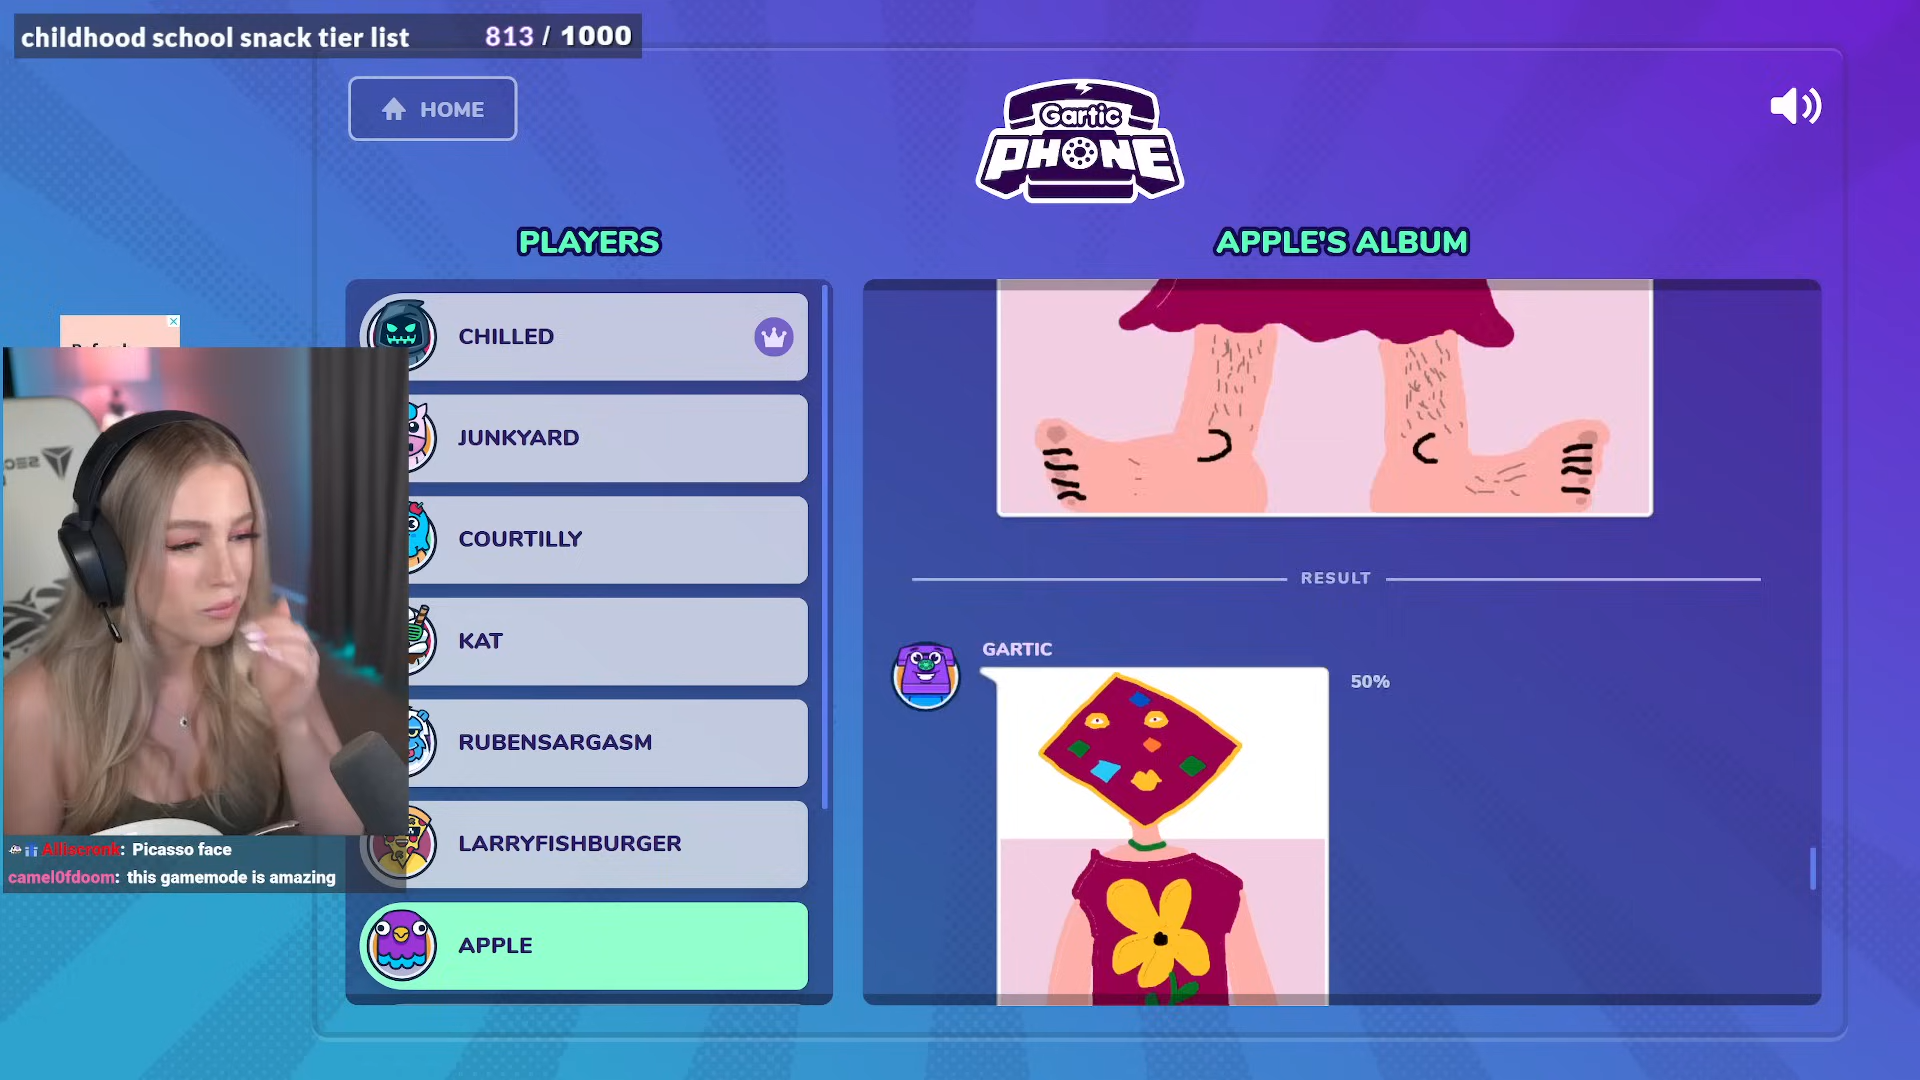 childhood school snack tier list 813 / 1000
HOME
Gartic
PHONE
PLAYERS
APPLE'S ALBUM
CHILLED
JUNKYARD
COURTILLY
KAT
RUBENSARGASM
LARRYFISHBURGER
APPLE
RESULT
GARTIC
50%
Alliscronk: Picasso face
camel0fdoom: this gamemode is amazing